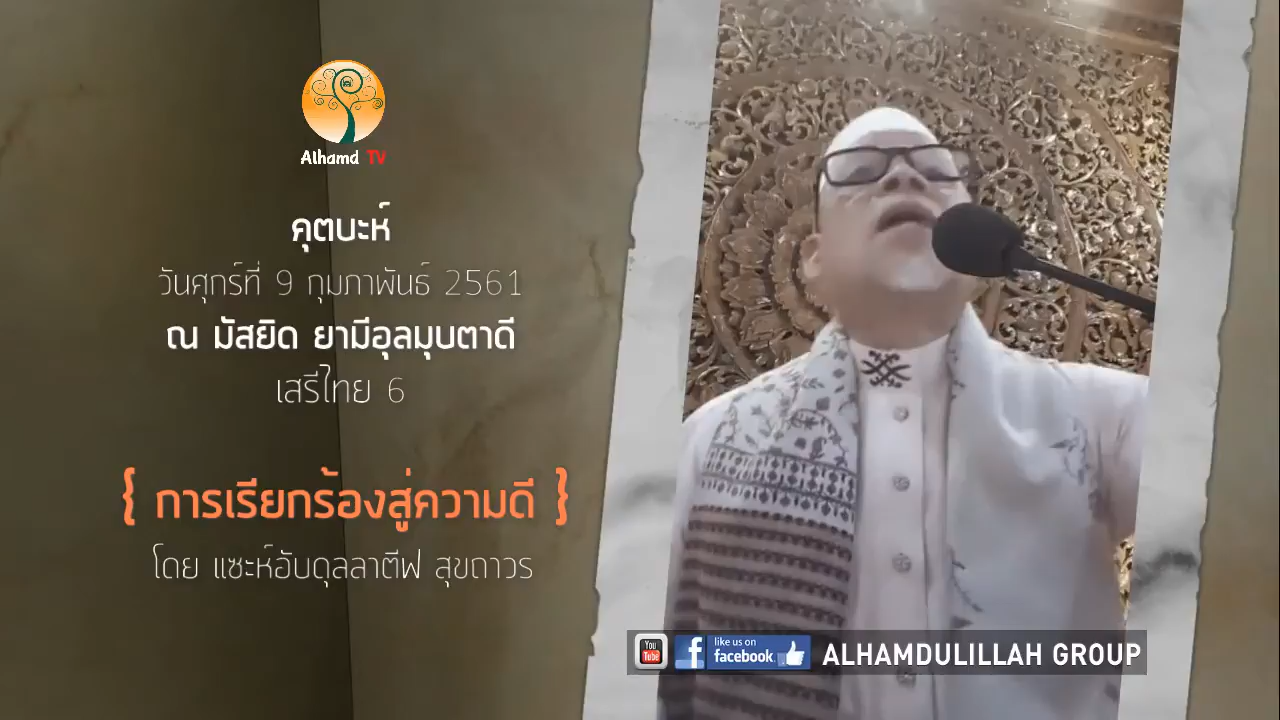 Alhamd TV
คุตบะห์
วันศุกร์ที่ 9 กุมภาพันธ์ 2561
ณ มัสยิด ยามีอุลมุบตาดี
เสรีไทย 6
{ การเรียกร้องสู่ความดี }
โดย แซะห์อับดุลลาตีฟ สุขถาวร
You Tube
like us on
facebook
ALHAMDULILLAH GROUP